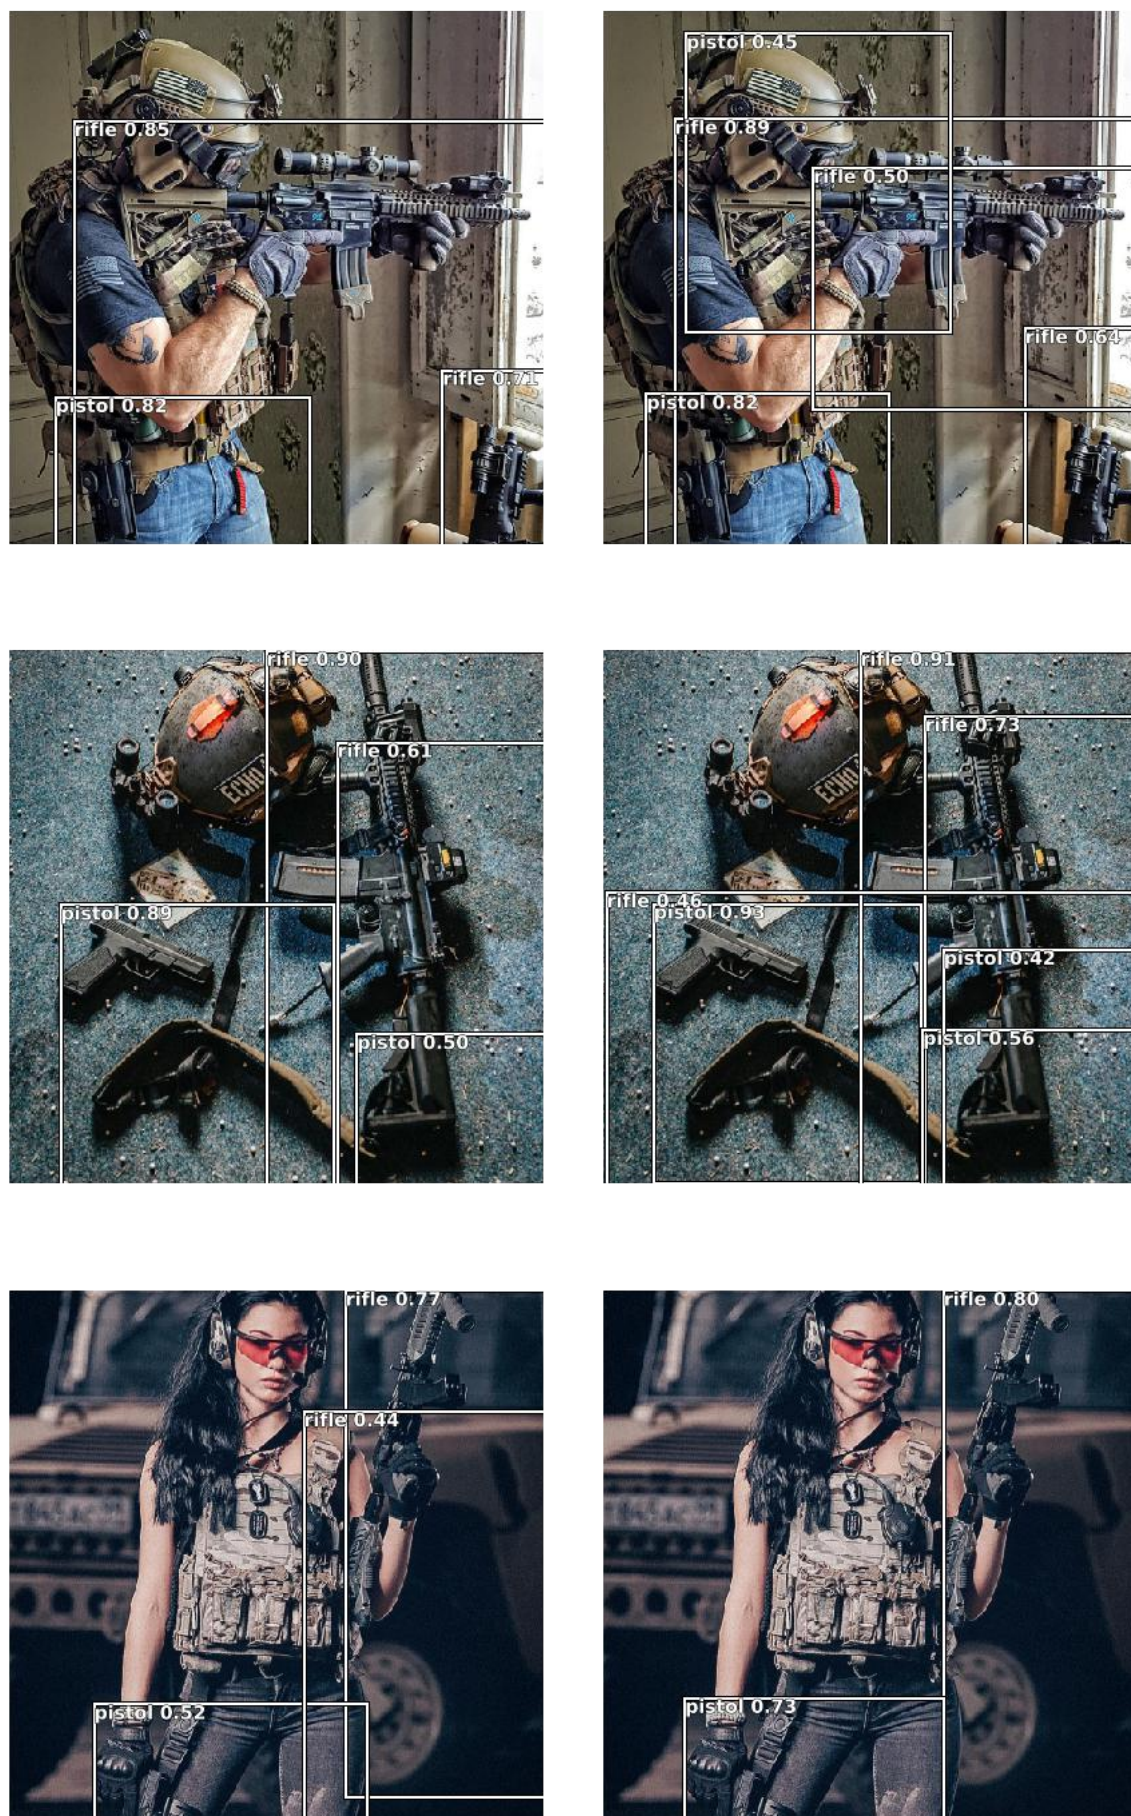 pistol 0.45
rifle 0.85
rifle 0.89
rifle 0.50
rifle 0.64
rifle 0.71
pistol 0.82
pistol 0.82
rifle 0.90
rifle 0.91
rifle 0.73
rifle 0.61
ECHO
ECHO
rifle 0.46
pistol 0.89
pistol 0.93
pistol 0.42
pistol 0.50
pistol 0.56
rifle 0.77
rifle 0.80
rifle 0.44
pistol 0.52
pistol 0.73